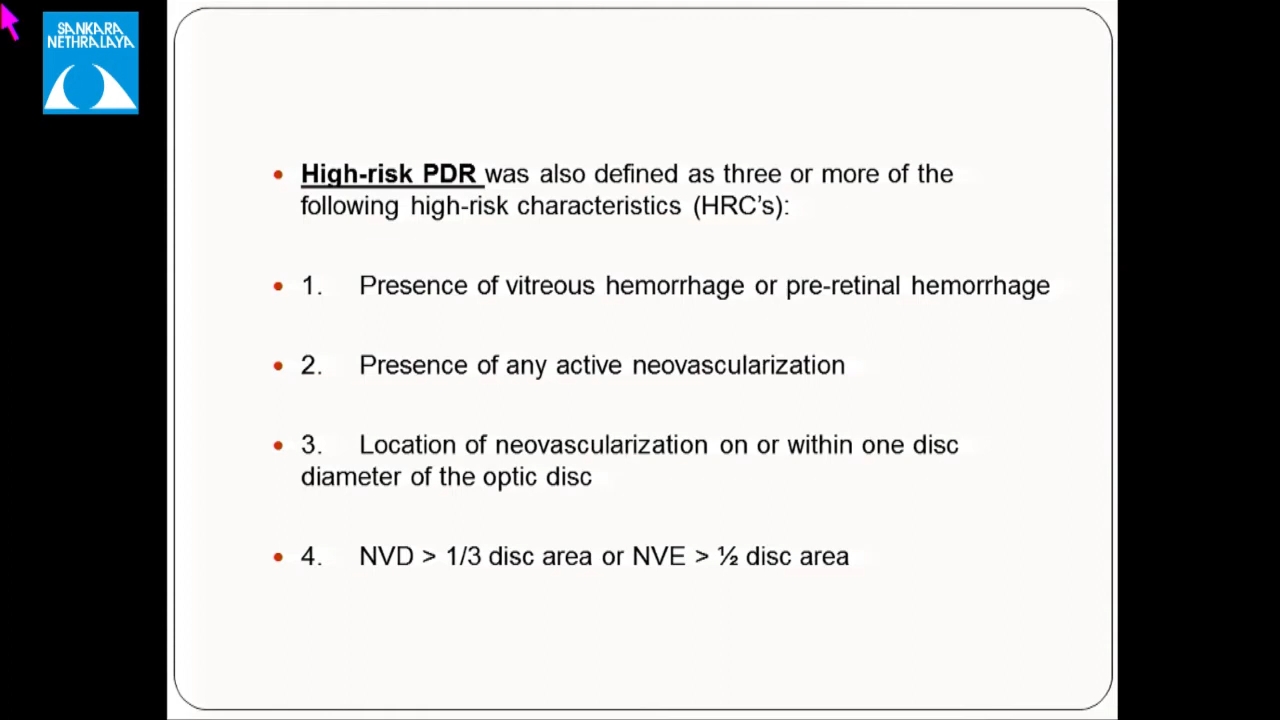 SANKARA
NETHRALAYA
• High-risk PDR was also defined as three or more of the
following high-risk characteristics (HRC's):
• 1. Presence of vitreous hemorrhage or pre-retinal hemorrhage
• 2. Presence of any active neovascularization
• 3. Location of neovascularization on or within one disc
diameter of the optic disc
• 4. NVD > 1/3 disc area or NVE > ½ disc area